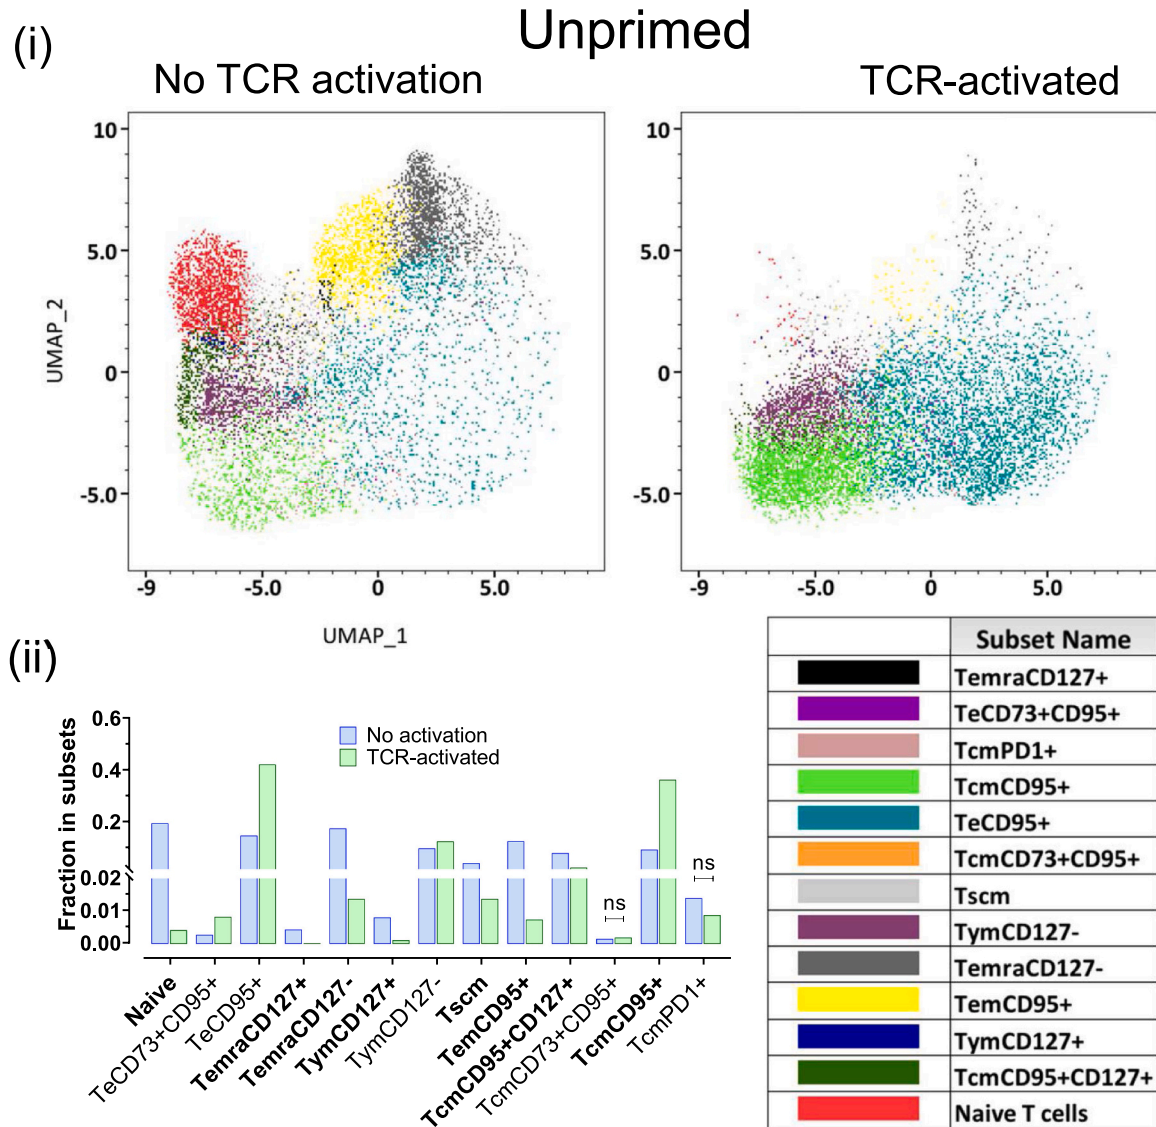 Unprimed
(i)
No TCR activation
TCR-activated
10
5.0
0
-5.0
UMAP_2
-9
-5.0
0
5.0
UMAP_1
10
5.0
0
-5.0
-9
-5.0
0
5.0
(ii)
Fraction in subsets
0.6
0.4
0.2
0.02
0.01
0.00
No activation
TCR-activated
ns
ns
Naive
TeCD73+CD95+
TeCD95+
TemraCD127+
TemraCD127-
TymCD127+
TymCD127-
Tscm
TemCD95+
TcmCD95+CD127+
TcmCD73+CD95+
TcmCD95+
TcmPD1+
Subset Name
TemraCD127+
TeCD73+CD95+
TcmPD1+
TcmCD95+
TeCD95+
TcmCD73+CD95+
Tscm
TymCD127-
TemraCD127-
TemCD95+
TymCD127+
TcmCD95+CD127+
Naive T cells